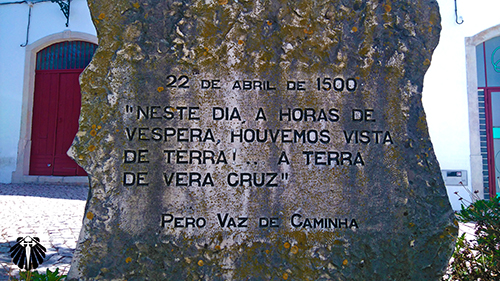 22 DE ABRIL DE 1500
"NESTE DIA, A HORAS DE
VESPERA, HOUVEMOS VISTA
DE TERRA! .. A TERRA
DE VERA CRUZ"
PERO VAZ DE CAMINHA